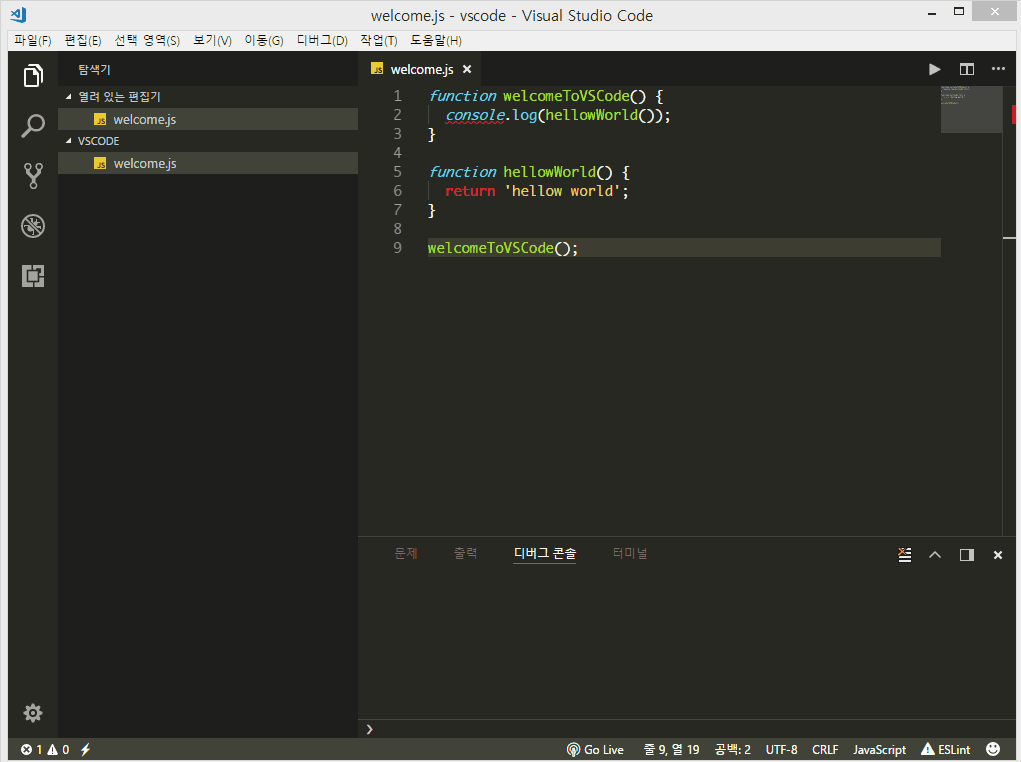 welcome.js - vscode - Visual Studio Code
파일(F) 편집(E) 선택 영역(S) 보기(V) 이동(G) 디버그(D) 작업(T) 도움말(H)
탐색기
열려 있는 편집기
JS welcome.js
VSCODE
JS welcome.js
JS welcome.js
1 function welcomeToVSCode() {
2 console.log(hellowWorld());
3 }
4
5 function hellowWorld() {
6 return 'hellow world';
7 }
8
9 welcomeToVSCode();
문제 출력 디버그 콘솔 터미널
1 0 Go Live 줄 9, 열 19 공백: 2 UTF-8 CRLF JavaScript ESLint